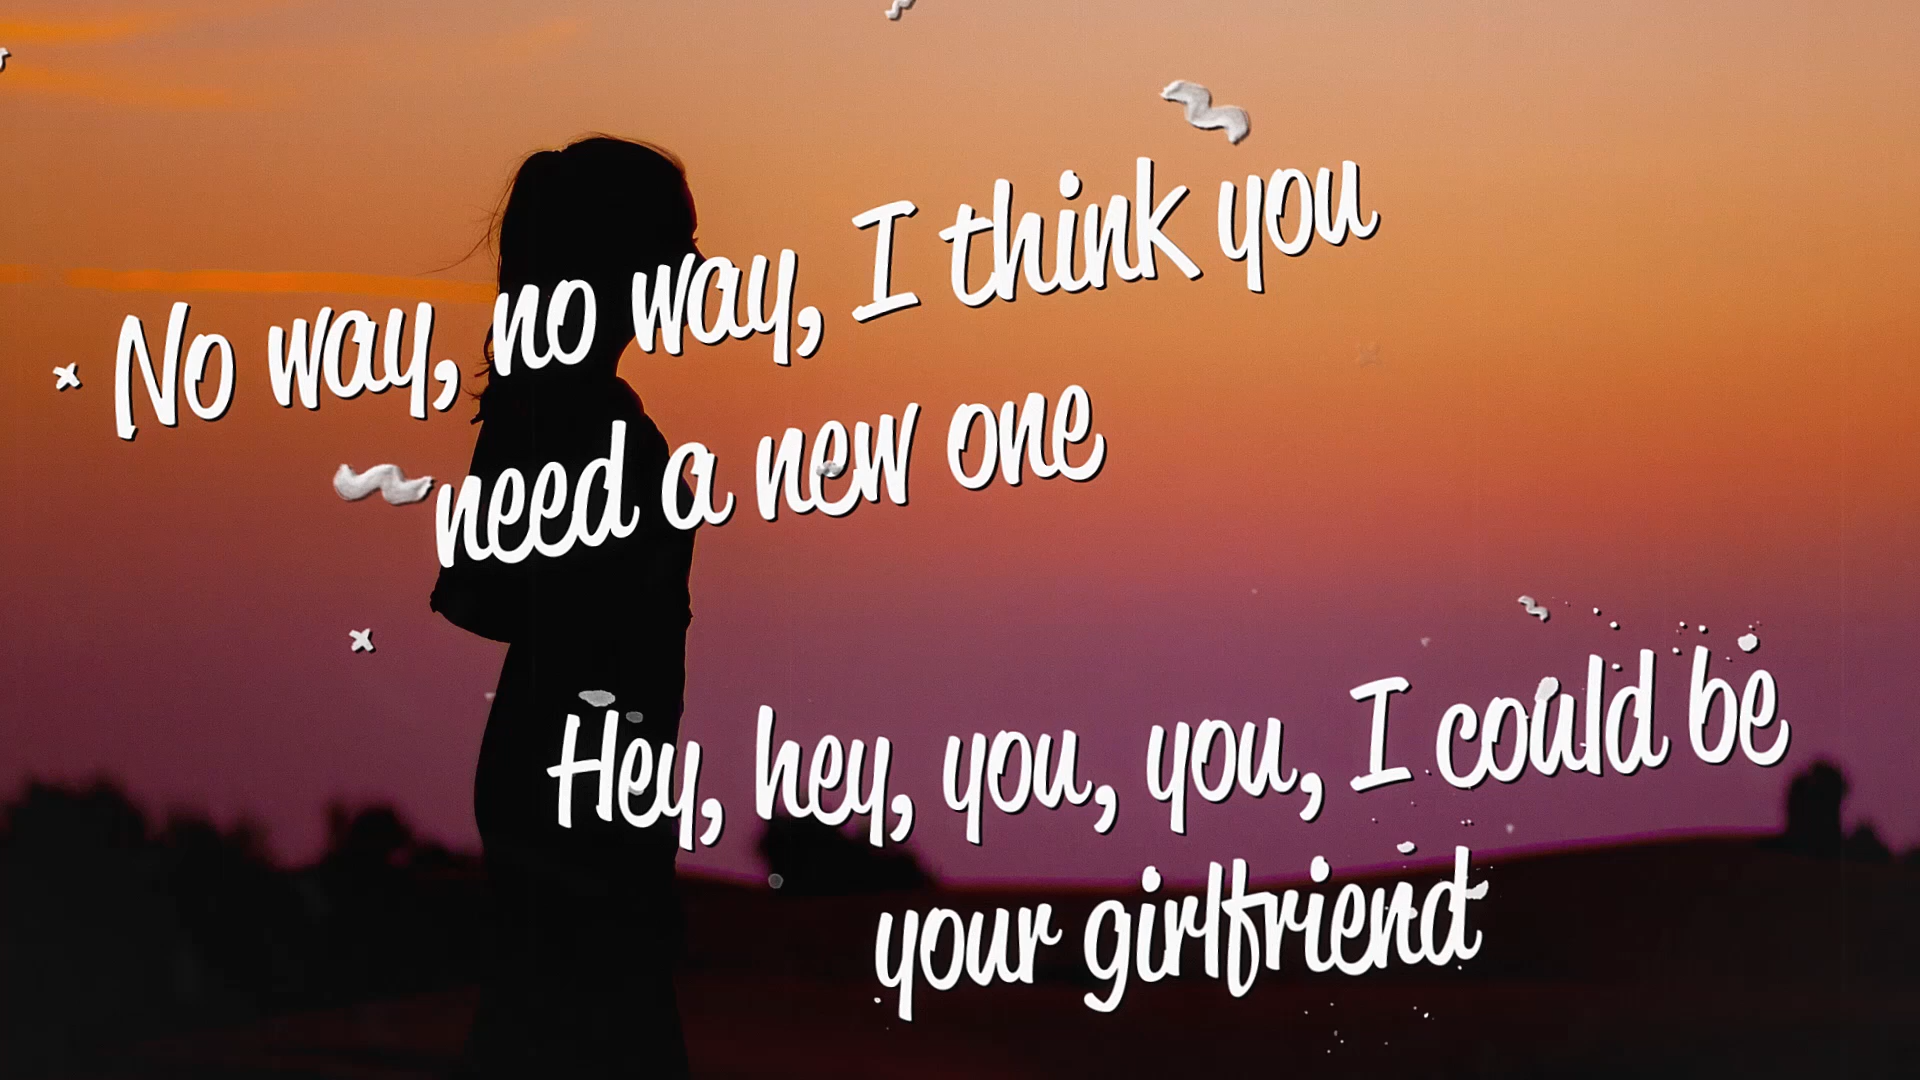 No way, no way, I think you
need a new one
Hey, hey, you, you, I could be
your girlfriend